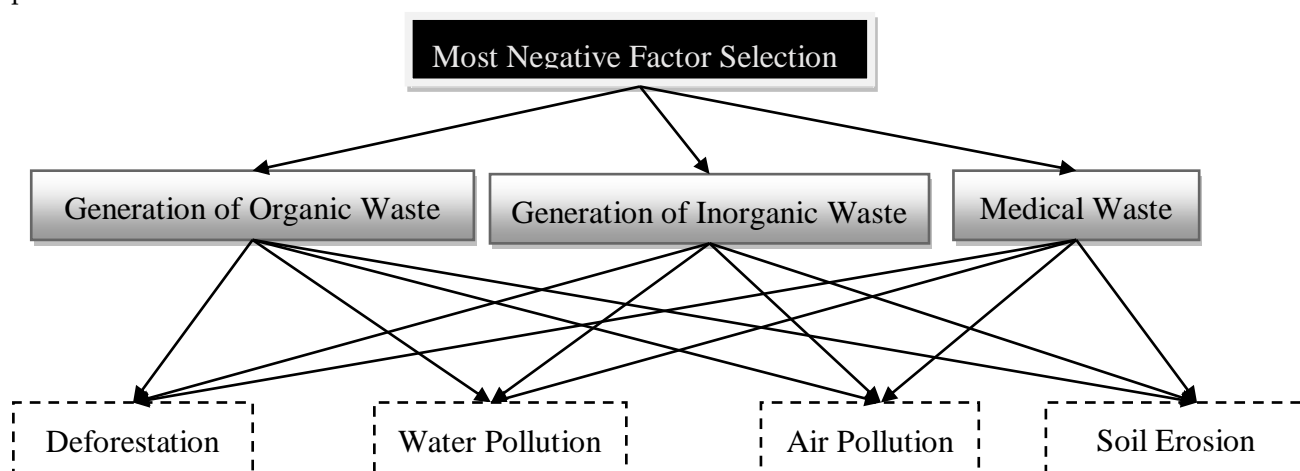 Most Negative Factor Selection
Generation of Organic Waste
Generation of Inorganic Waste
Medical Waste
Deforestation
Water Pollution
Air Pollution
Soil Erosion